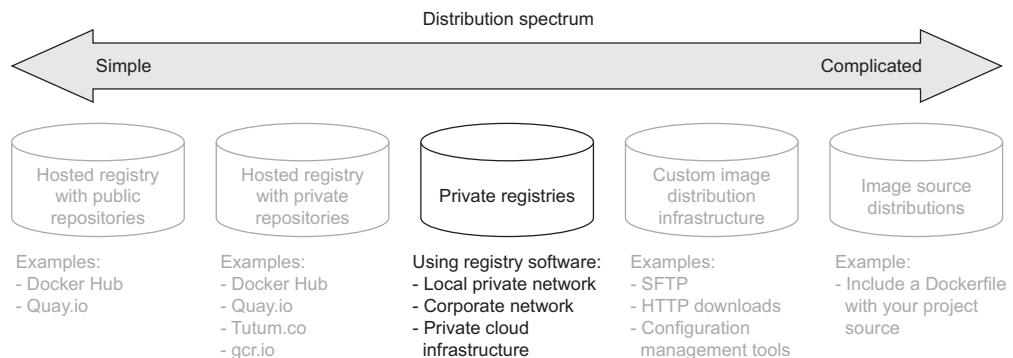 Distribution spectrum
Simple
Complicated
Hosted registry
with public
repositories
Hosted registry
with private
repositories
Private registries
Custom image
distribution
infrastructure
Image source
distributions
Examples:
- Docker Hub
- Quay.io
Examples:
- Docker Hub
- Quay.io
- Tutum.co
- gcr.io
Using registry software:
- Local private network
- Corporate network
- Private cloud
infrastructure
Examples:
- SFTP
- HTTP downloads
- Configuration
management tools
Example:
- Include a Dockerfile
with your project
source